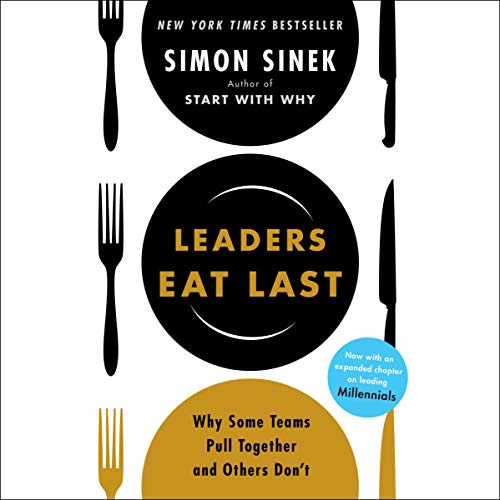 NEW YORK TIMES BESTSELLER
SIMON SINEK
Author of
START WITH WHY
LEADERS
EAT LAST
Now with an
expanded chapter
on leading
Millennials
Why Some Teams
Pull Together
and Others Don't